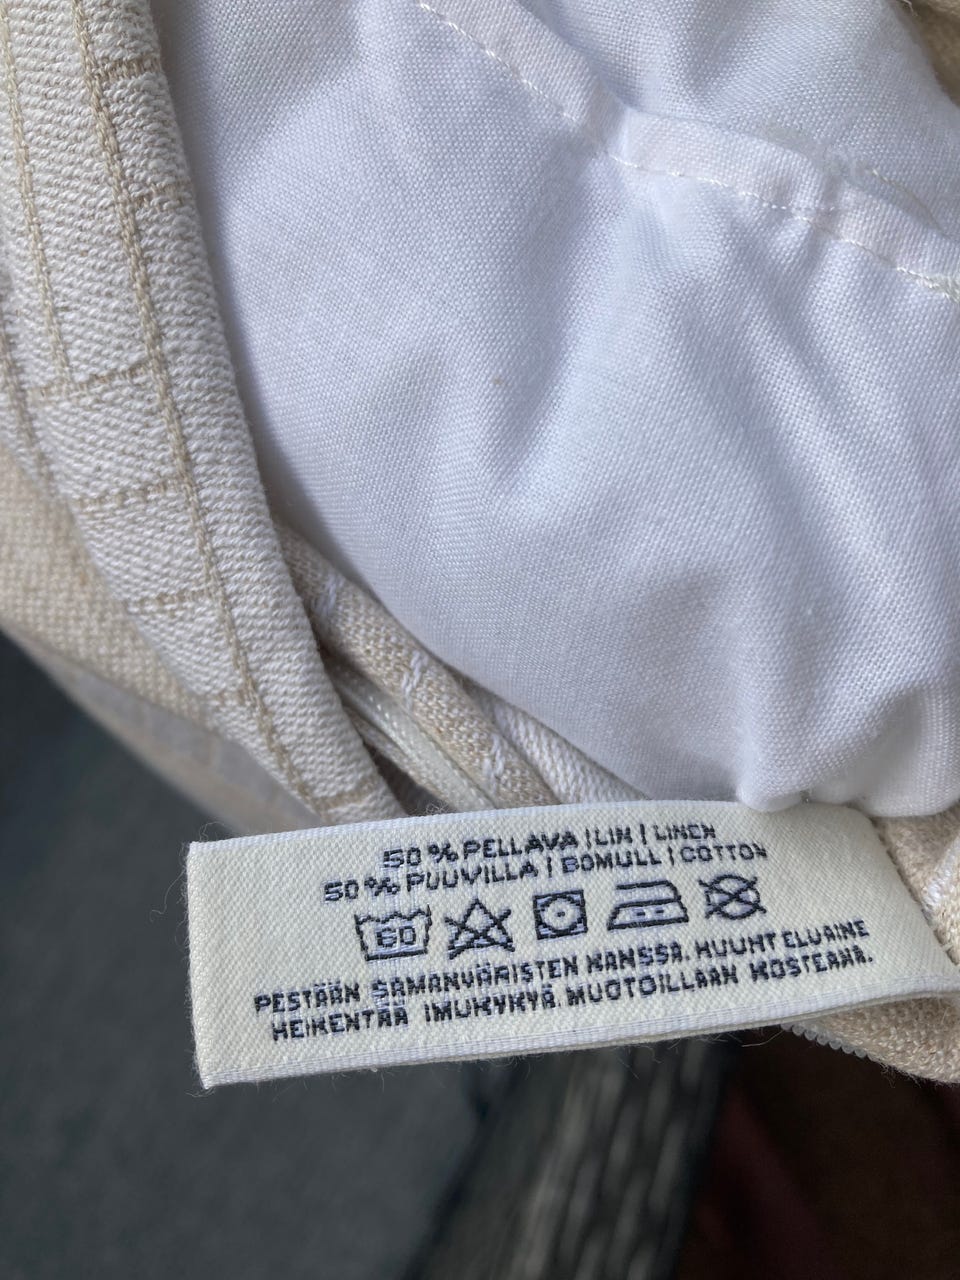 50 % PELLAVA | LIN | LINEN
50 % PUUVILLA | BOMULL | COTTON
60
PESTÄÄN SAMANVÄRISTEN KANSSA. HUUHTELUAINE
HEIKENTÄÄ IMUKYKYÄ. MUOTOILLAAN KOSTEANA.